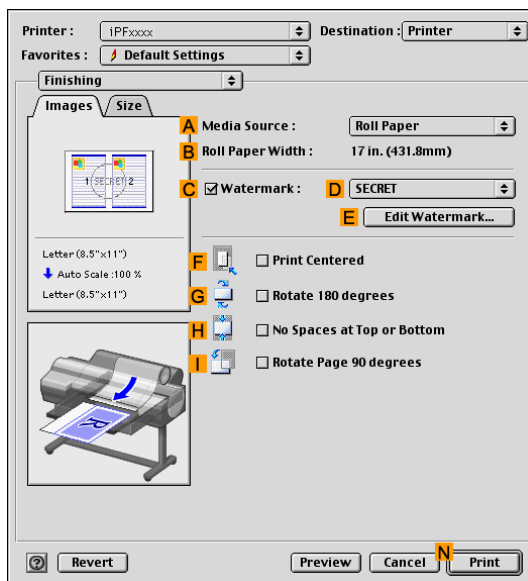 Printer : iPFxxxx Destination : Printer
Favorites : Default Settings
Finishing
Images Size
A Media Source : Roll Paper
B Roll Paper Width : 17 in. (431.8mm)
1 SECRET 2
C Watermark : D SECRET
E Edit Watermark...
Letter (8.5"x11")
Auto Scale :100 %
Letter (8.5"x11")
F Print Centered
G Rotate 180 degrees
H No Spaces at Top or Bottom
I Rotate Page 90 degrees
R
? Revert Preview Cancel N Print